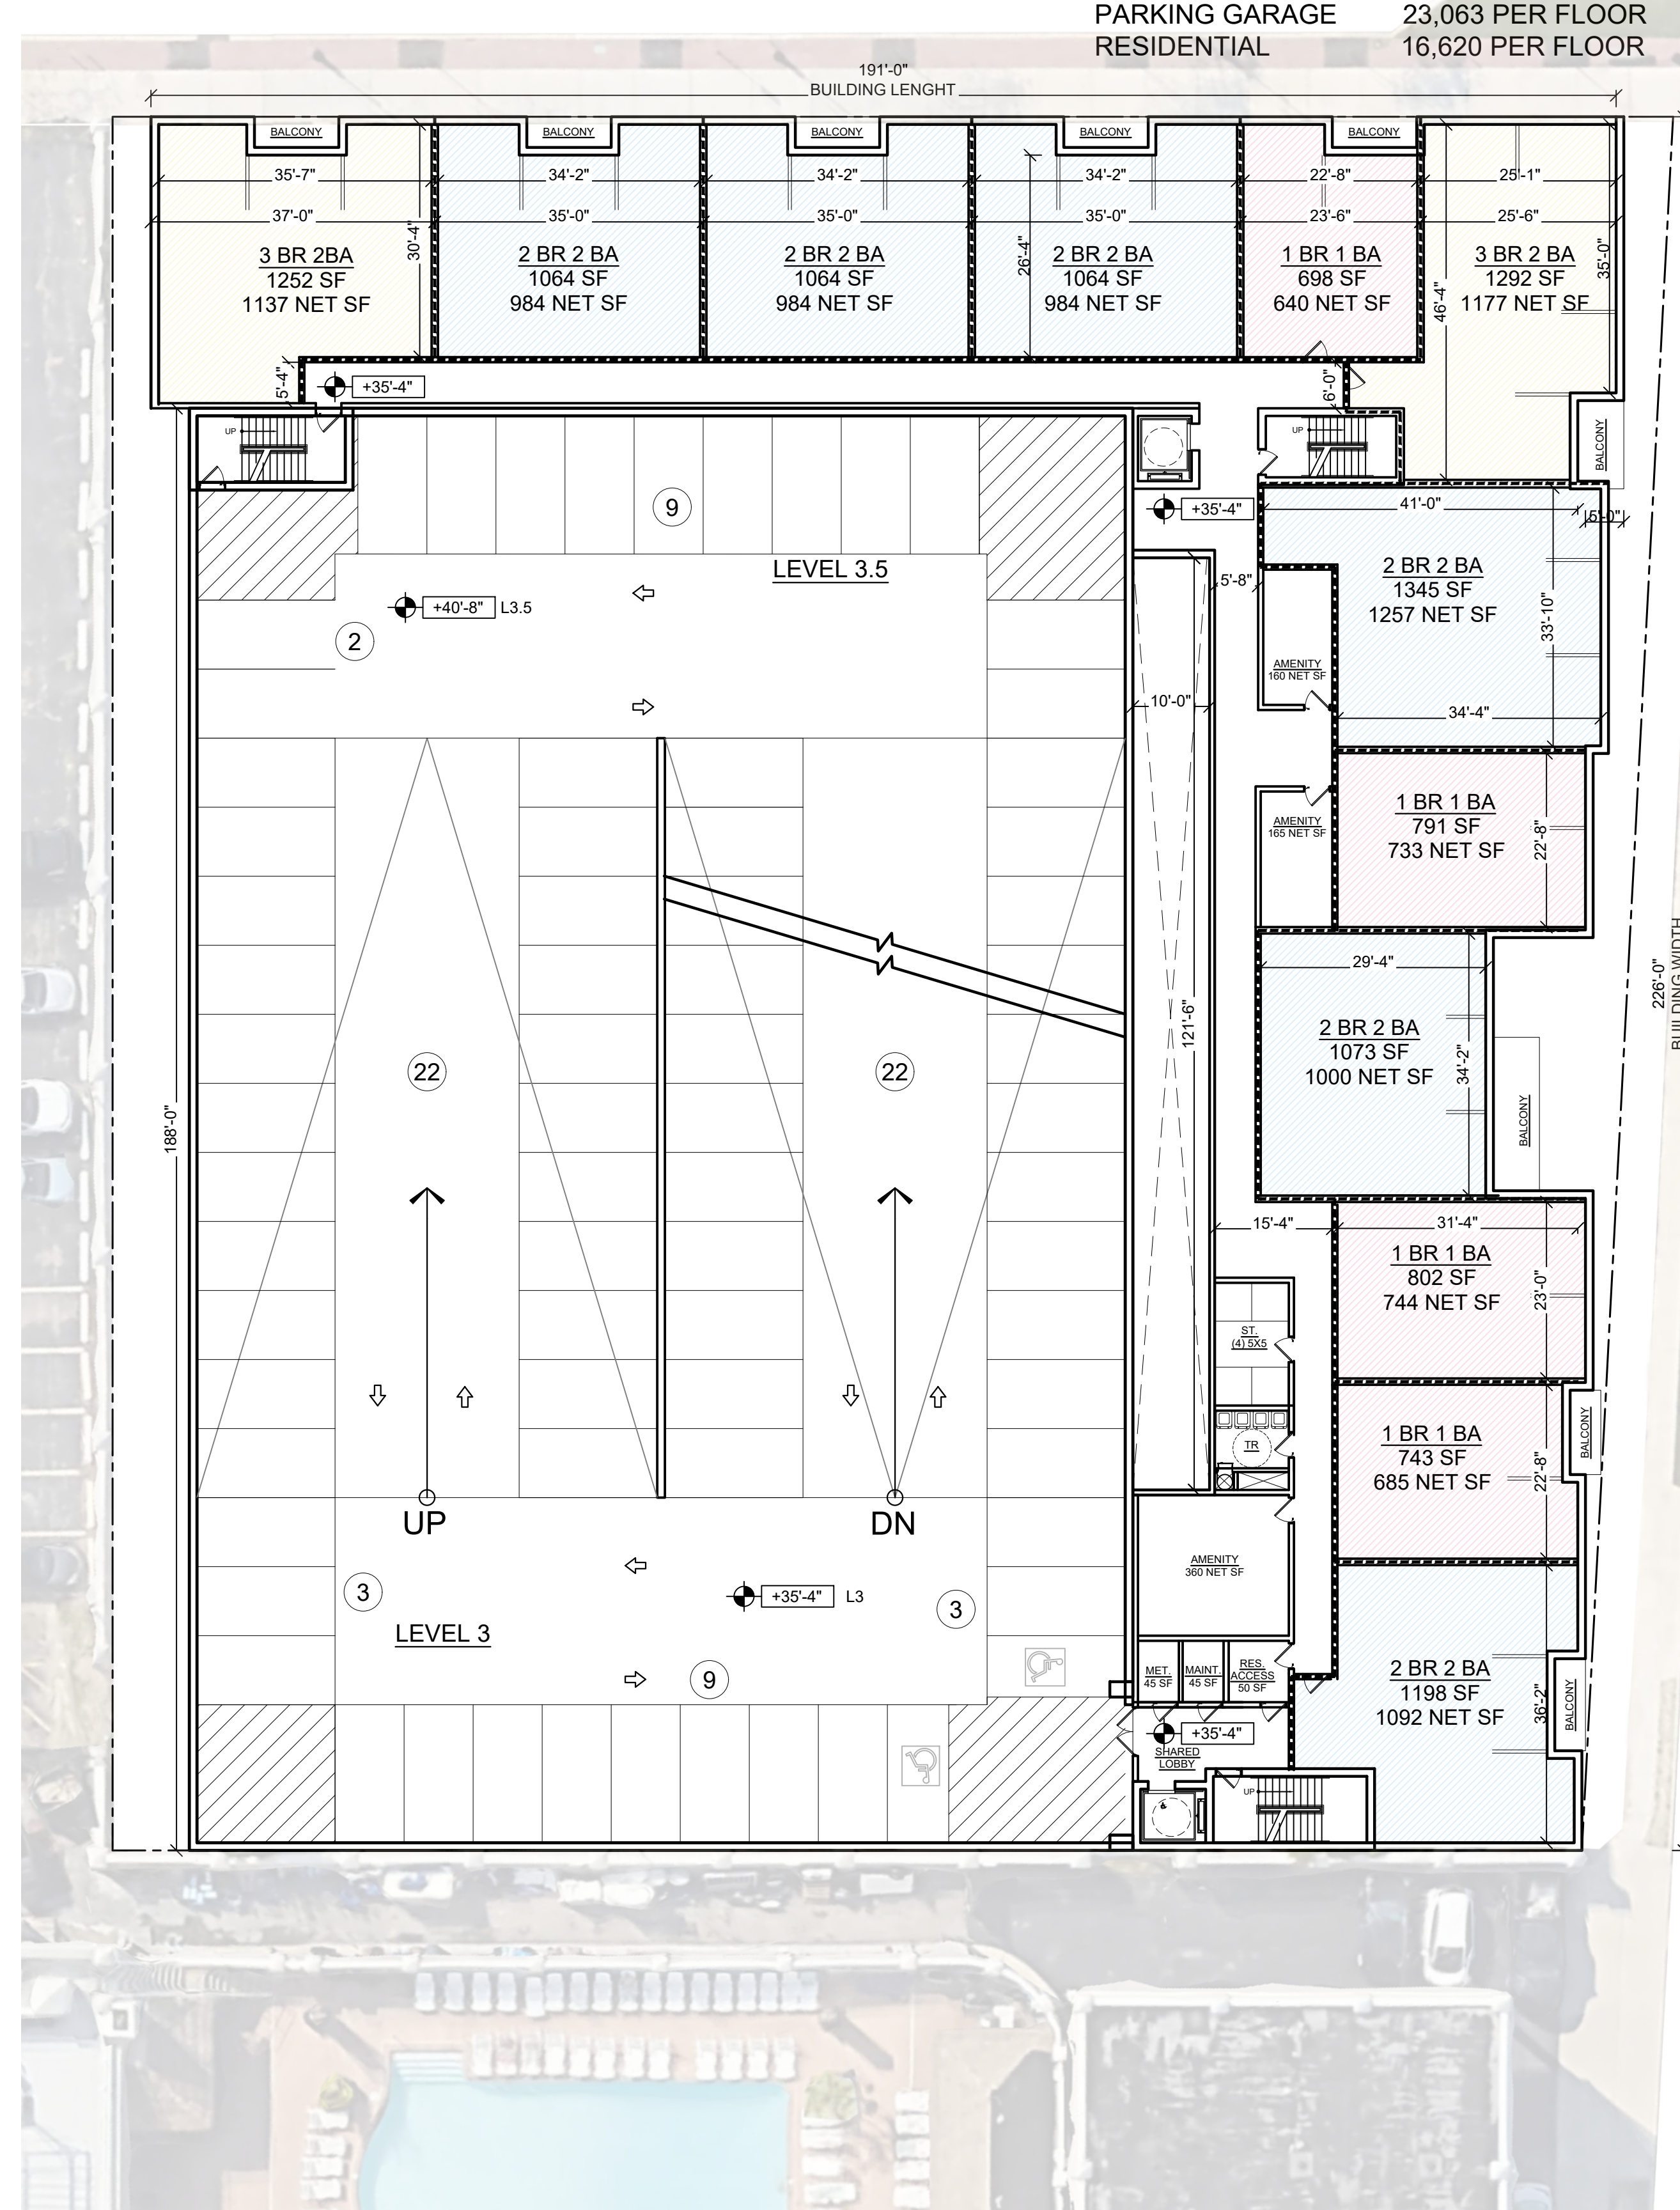 PARKING GARAGE 23,063 PER FLOOR
RESIDENTIAL 16,620 PER FLOOR
191'-0"
BUILDING LENGHT
BALCONY
BALCONY
BALCONY
BALCONY
BALCONY
35'-7"
34'-2"
34'-2"
34'-2"
22'-8"
25'-1"
37'-0"
35'-0"
35'-0"
35'-0"
23'-6"
25'-6"
30'-4"
26'-4"
46'-4"
35'-0"
3 BR 2BA
1252 SF
1137 NET SF
2 BR 2 BA
1064 SF
984 NET SF
2 BR 2 BA
1064 SF
984 NET SF
2 BR 2 BA
1064 SF
984 NET SF
1 BR 1 BA
698 SF
640 NET SF
3 BR 2 BA
1292 SF
1177 NET SF
5'-4"
+35'-4"
6'-0"
UP
UP
BALCONY
9
+35'-4"
41'-0"
5'-0"
LEVEL 3.5
+40'-8" L3.5
2
5'-8"
2 BR 2 BA
1345 SF
1257 NET SF
33'-10"
AMENITY
160 NET SF
10'-0"
34'-4"
1 BR 1 BA
791 SF
733 NET SF
22'-8"
AMENITY
165 NET SF
29'-4"
226'-0"
BUILDING WIDTH
121'-6"
2 BR 2 BA
1073 SF
1000 NET SF
34'-2"
22
22
188'-0"
BALCONY
15'-4"
31'-4"
1 BR 1 BA
802 SF
744 NET SF
23'-0"
ST.
(4) 5X5
TR
1 BR 1 BA
743 SF
685 NET SF
22'-8"
BALCONY
UP
DN
AMENITY
360 NET SF
3
+35'-4" L3
3
LEVEL 3
9
MET.
45 SF
MAINT.
45 SF
RES.
ACCESS
50 SF
2 BR 2 BA
1198 SF
1092 NET SF
36'-2"
BALCONY
+35'-4"
SHARED
LOBBY
UP